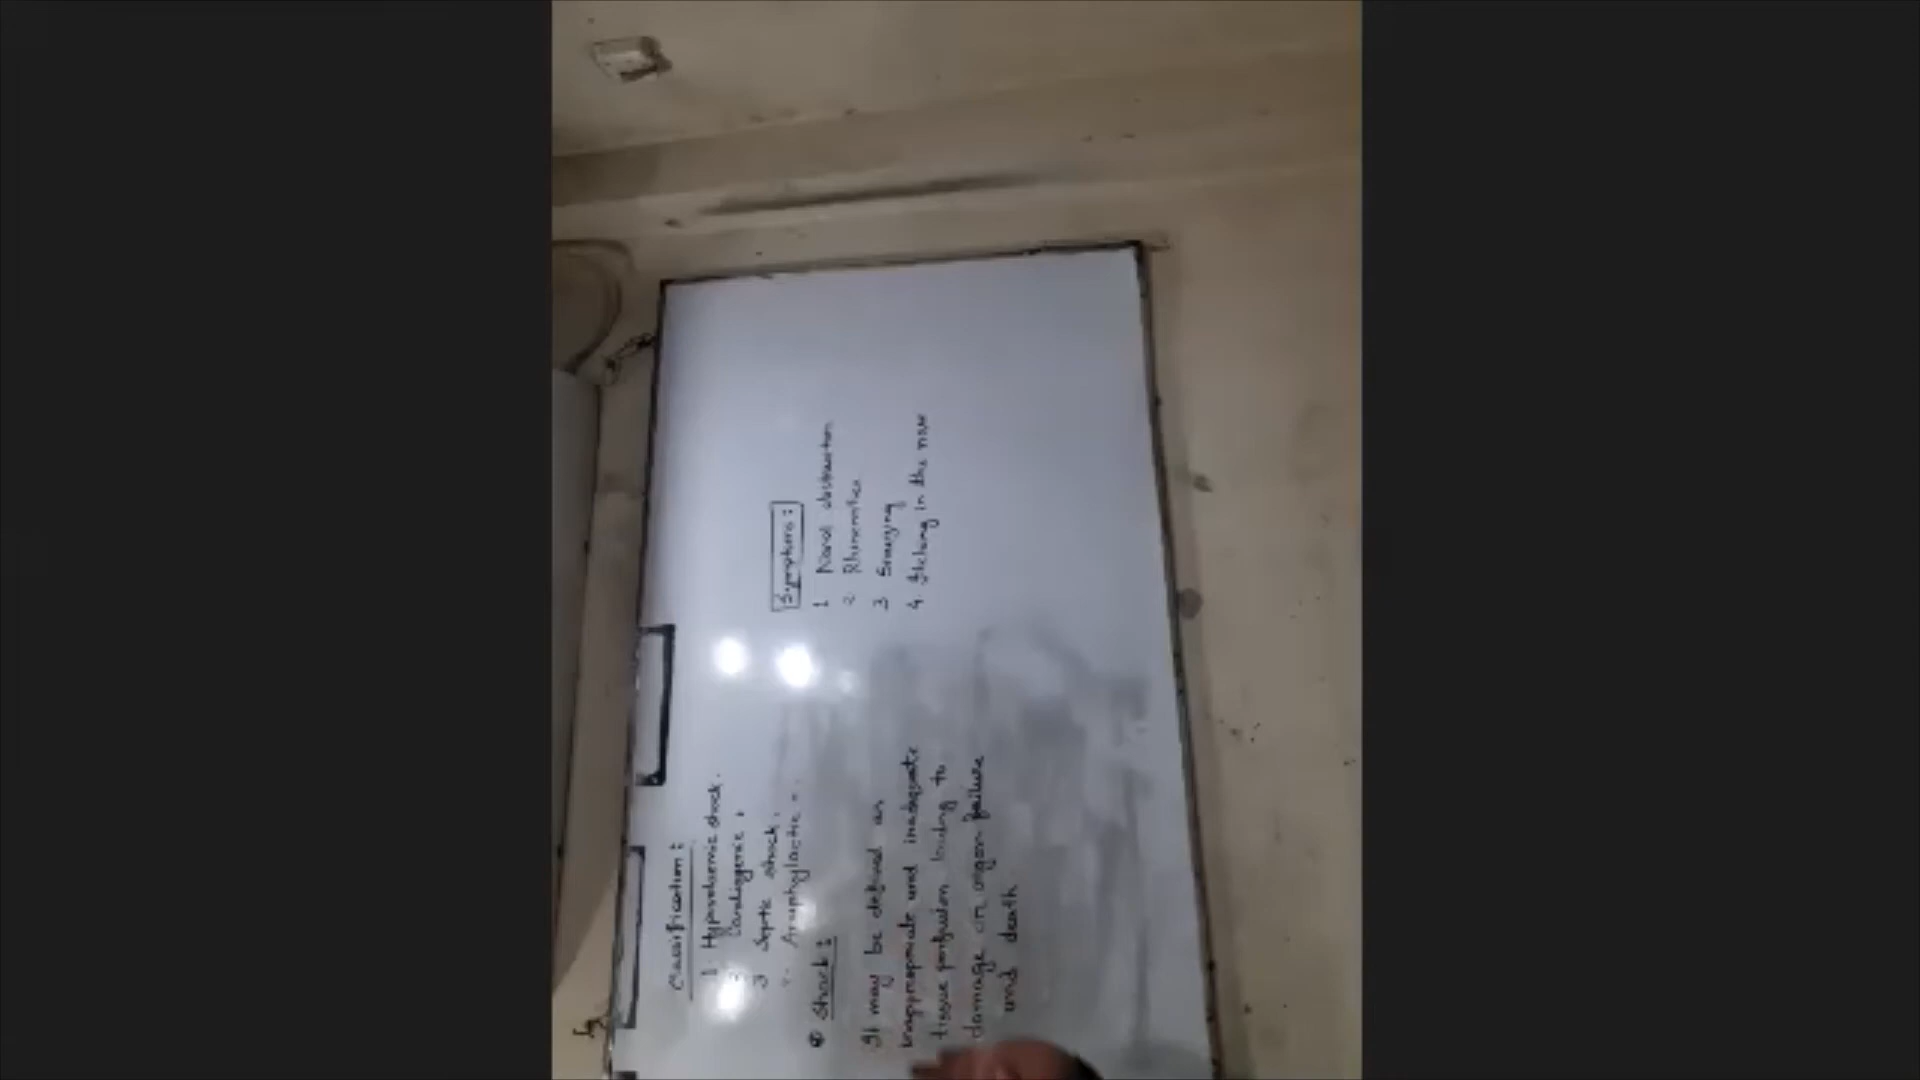 Classification:
1. Hypovolaemic shock.
2 Cardiogenic "
3 Septic shock.
4. Anaphylactic "
Shock:
It may be defined as
inappropriate and inadequate
tissue perfusion leading to
damage on organ failure
and death
Symptoms:
1 Nasal obstruction
2 Rhinorrhea
3 Sneezing
4. Itching in the nose